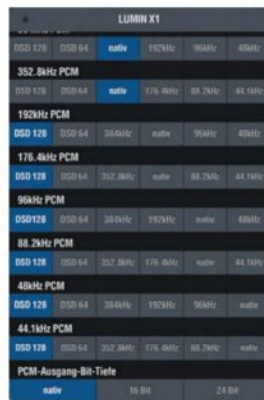 LUMIN X1
DSD 128 DSD 64 nativ 192kHz 96kHz 48kHz
352.8kHz PCM
DSD 128 DSD 64 nativ 176.4kHz 88.2kHz 44.1kHz
192kHz PCM
DSD 128 DSD 64 384kHz nativ 96kHz 48kHz
176.4kHz PCM
DSD 128 DSD 64 352.8kHz nativ 88.2kHz 44.1kHz
96kHz PCM
DSD128 DSD 64 384kHz 192kHz nativ 48kHz
88.2kHz PCM
DSD 128 DSD 64 352.8kHz 176.4kHz nativ 44.1kHz
48kHz PCM
DSD 128 DSD 64 384kHz 192kHz 96kHz nativ
44.1kHz PCM
DSD 128 DSD 64 352.8kHz 176.4kHz 88.2kHz nativ
PCM-Ausgang-Bit-Tiefe
nativ 16 Bit 24 Bit